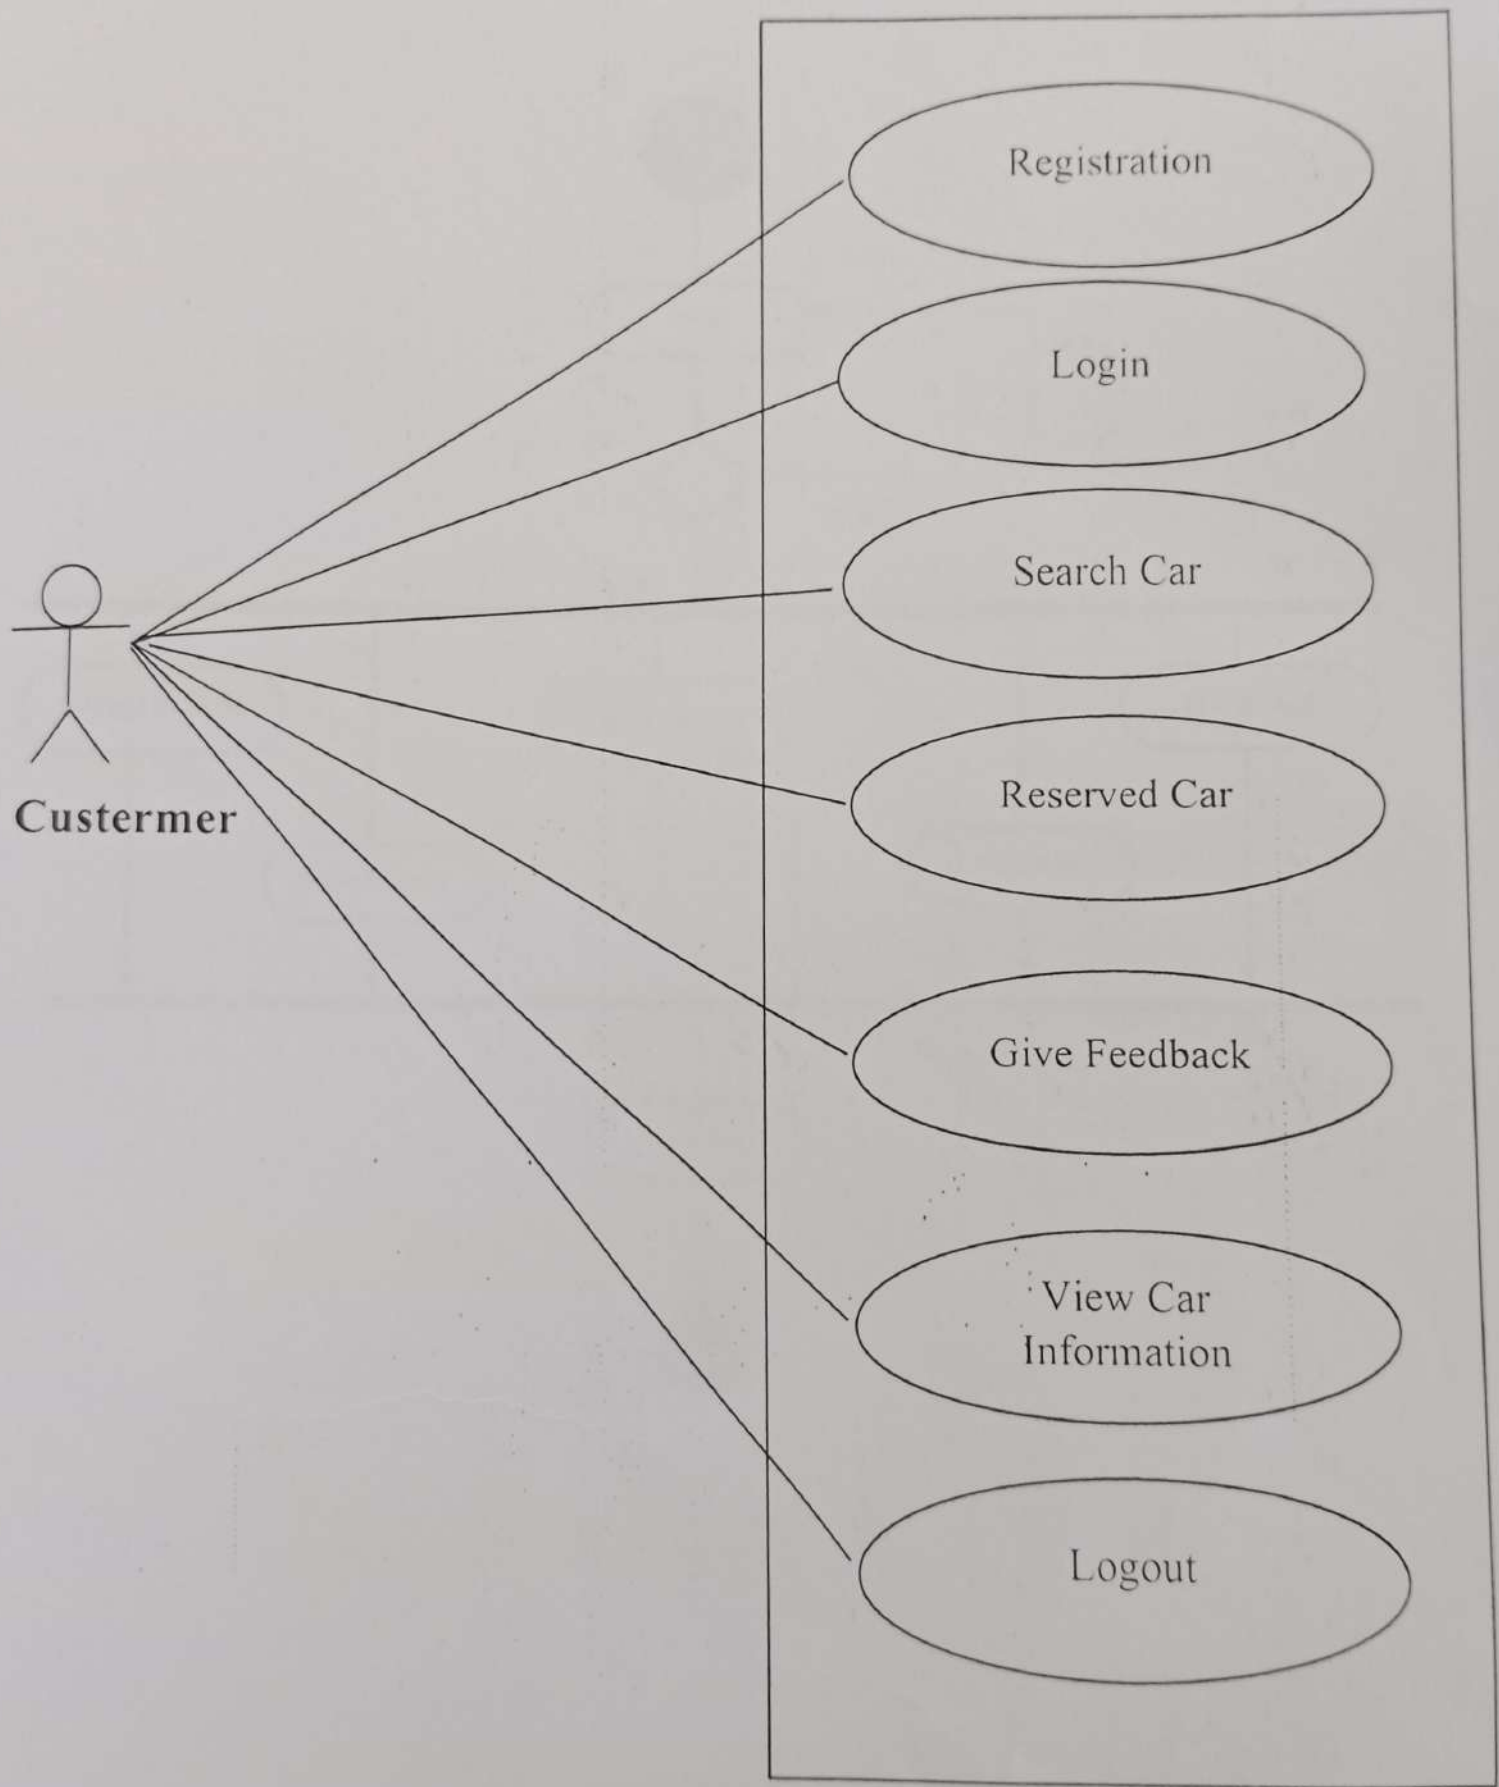 Registration
Login
Search Car
Reserved Car
Custermer
Give Feedback
View Car
Information
Logout